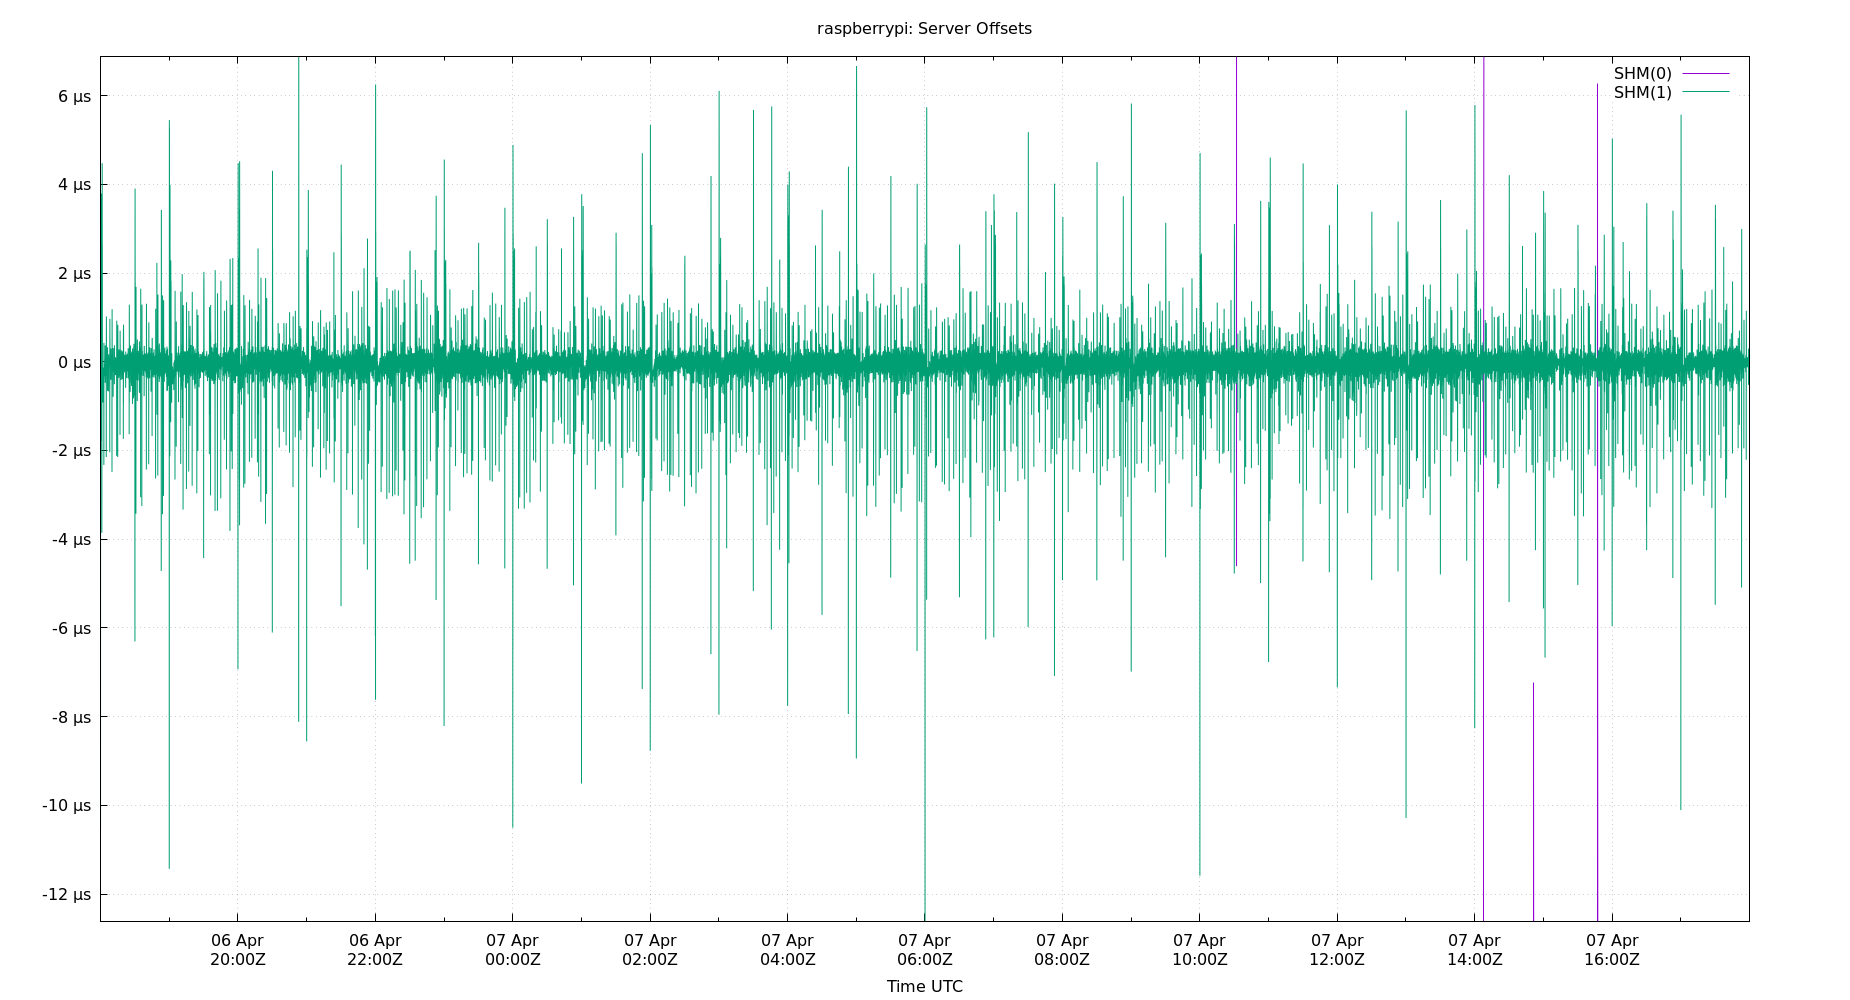 raspberrypi: Server Offsets
SHM(0)
SHM(1)
6 µs
4 µs
2 µs
0 µs
-2 µs
-4 µs
-6 µs
-8 µs
-10 µs
-12 µs
06 Apr 06 Apr 07 Apr 07 Apr 07 Apr 07 Apr 07 Apr 07 Apr 07 Apr 07 Apr 07 Apr
20:00Z 22:00Z 00:00Z 02:00Z 04:00Z 06:00Z 08:00Z 10:00Z 12:00Z 14:00Z 16:00Z
Time UTC